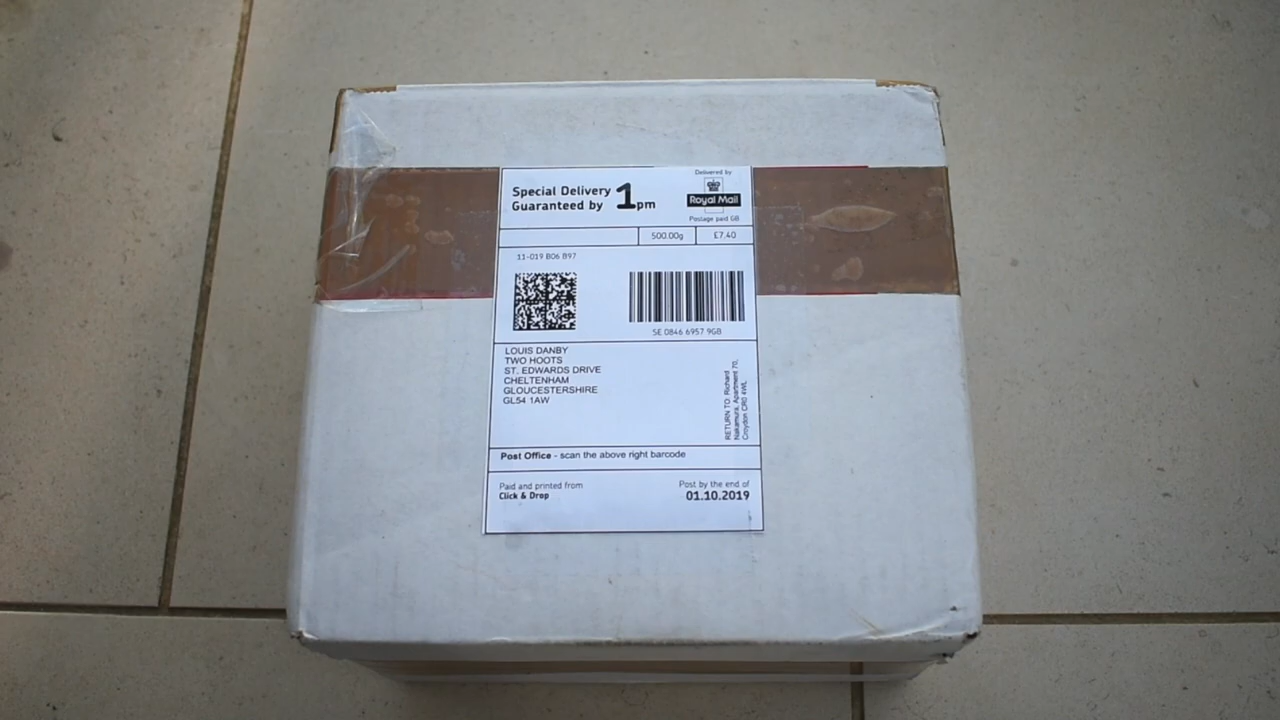 Special Delivery
Guaranteed by 1pm
Delivered by
Royal Mail
Postage paid GB
500.00g £7.40
11-019 B06 B97
SE 0846 6957 9GB
LOUIS DANBY
TWO HOOTS
ST. EDWARDS DRIVE
CHELTENHAM
GLOUCESTERSHIRE
GL54 1AW
RETURN TO: Richard
Nakamura, Apartment 70,
Croydon CR0 4WL
Post Office - scan the above right barcode
Paid and printed from
Click & Drop
Post by the end of
01.10.2019